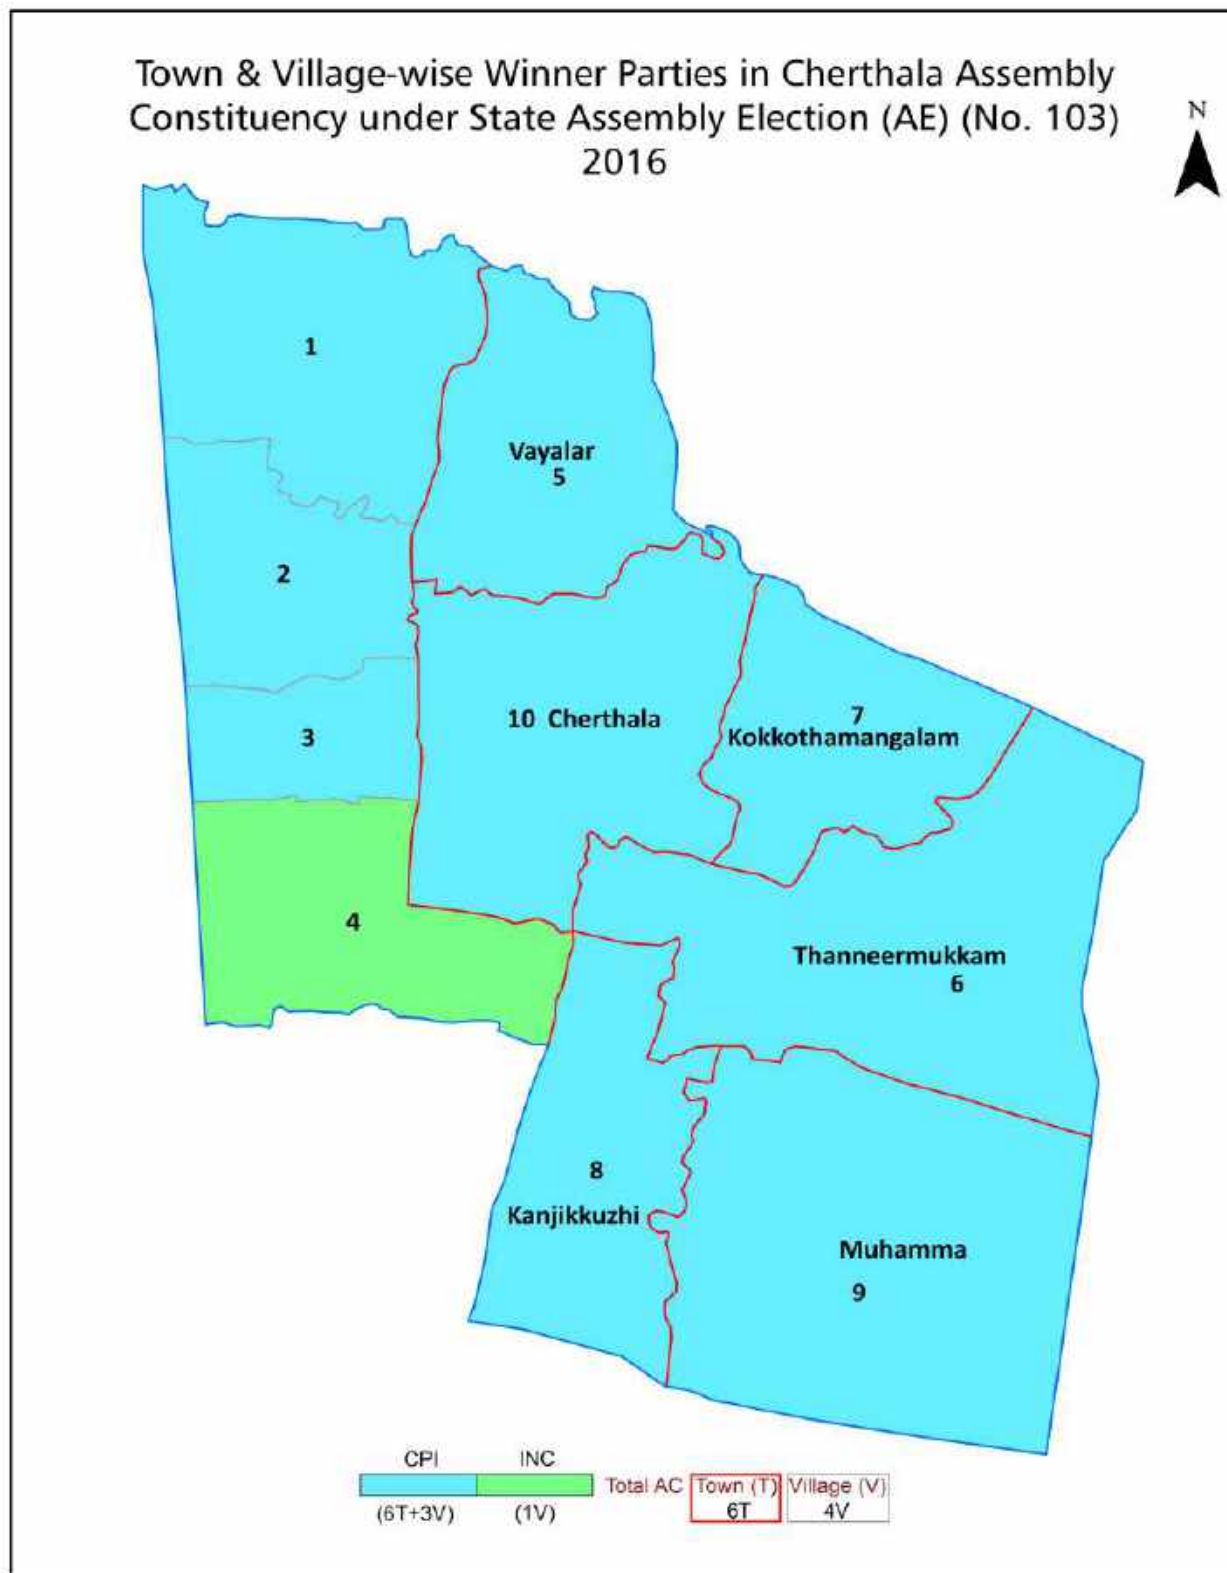 Town & Village-wise Winner Parties in Cherthala Assembly
Constituency under State Assembly Election (AE) (No. 103)
2016
N
1
Vayalar
5
2
10 Cherthala
7
Kokkothamangalam
3
4
Thanneermukkam
6
8
Kanjikkuzhi
Muhamma
9
CPI INC
Total AC Town (T) Village (V)
(6T+3V) (1V) 6T 4V